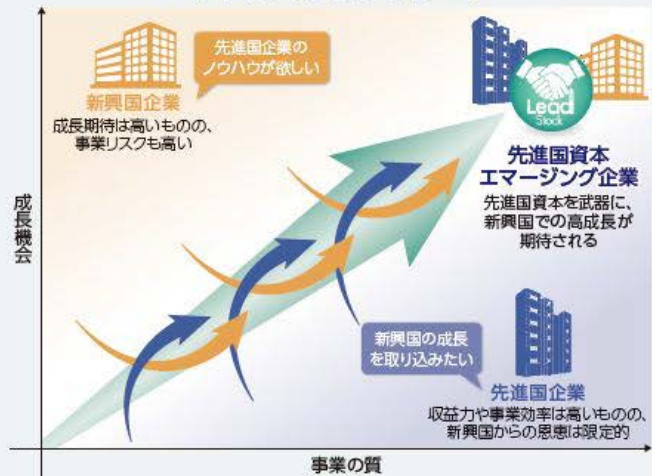 先進国企業の
ノウハウが欲しい
新興国企業
成長期待は高いものの、
事業リスクも高い
Lead
Stock
先進国資本
エマージング企業
先進国資本を武器に、
新興国での高成長が
期待される
成長機会
新興国の成長
を取り込みたい
先進国企業
収益力や事業効率は高いものの、
新興国からの恩恵は限定的
事業の質